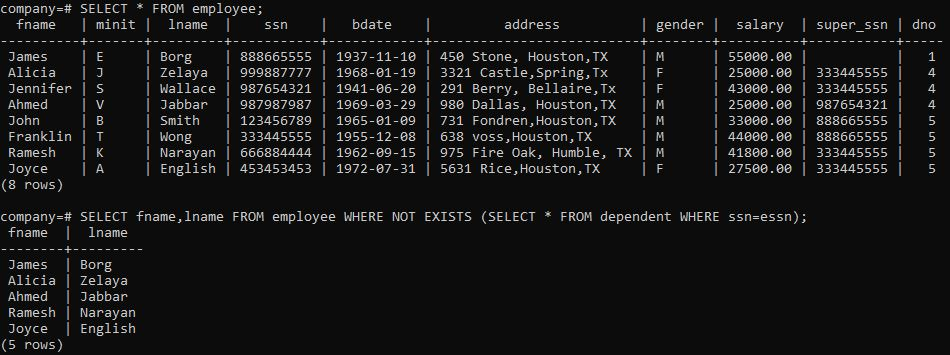 company=# SELECT * FROM employee;
  fname   | minit |  lname  |    ssn    |   bdate    |         address          | gender |  salary  | super_ssn | dno
----------+-------+---------+-----------+------------+--------------------------+--------+----------+-----------+-----
 James    | E     | Borg    | 888665555 | 1937-11-10 | 450 Stone, Houston,TX    | M      | 55000.00 |           |   1
 Alicia   | J     | Zelaya  | 999887777 | 1968-01-19 | 3321 Castle,Spring,Tx    | F      | 25000.00 | 333445555 |   4
 Jennifer | S     | Wallace | 987654321 | 1941-06-20 | 291 Berry, Bellaire,Tx   | F      | 43000.00 | 333445555 |   4
 Ahmed    | V     | Jabbar  | 987987987 | 1969-03-29 | 980 Dallas, Houston,TX   | M      | 25000.00 | 987654321 |   4
 John     | B     | Smith   | 123456789 | 1965-01-09 | 731 Fondren,Houston,TX   | M      | 33000.00 | 888665555 |   5
 Franklin | T     | Wong    | 333445555 | 1955-12-08 | 638 voss,Houston,TX      | M      | 44000.00 | 888665555 |   5
 Ramesh   | K     | Narayan | 666884444 | 1962-09-15 | 975 Fire Oak, Humble, TX | M      | 41800.00 | 333445555 |   5
 Joyce    | A     | English | 453453453 | 1972-07-31 | 5631 Rice,Houston,TX     | F      | 27500.00 | 333445555 |   5
(8 rows)
company=# SELECT fname,lname FROM employee WHERE NOT EXISTS (SELECT * FROM dependent WHERE ssn=essn);
 fname  |  lname
--------+---------
 James  | Borg
 Alicia | Zelaya
 Ahmed  | Jabbar
 Ramesh | Narayan
 Joyce  | English
(5 rows)